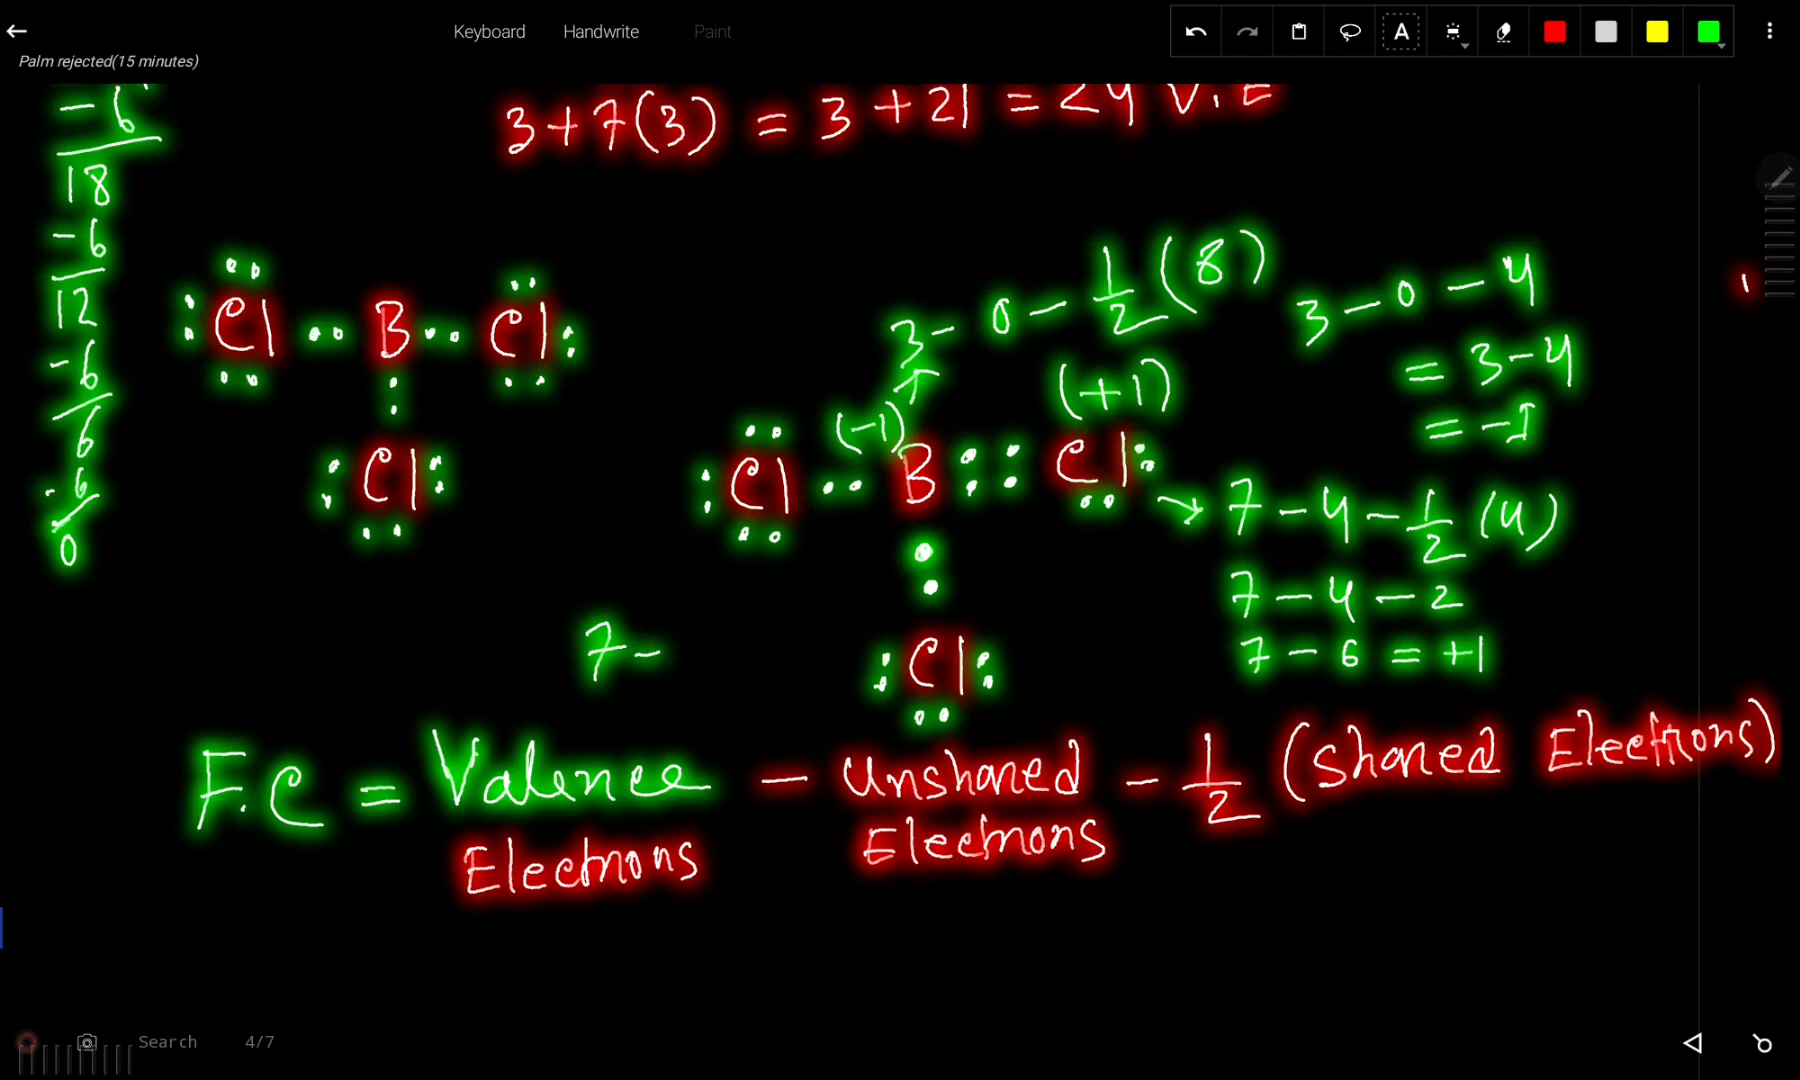 Keyboard Handwrite Paint A
Palm rejected(15 minutes)
3+7(3) = 3 +21 = 24 V.E
-6
18
-6
12
-6
6
-6
0
Cl B Cl
Cl
3- 0 - 1/2 (8)
3-0-4
= 3-4
= -1
(-1) (+1)
Cl B Cl
Cl
7-4-1/2 (4)
7-4-2
7-6 = +1
7-
F.C = Valence Electrons - Unshared Electrons - 1/2 (Shared Electrons)
Search 4/7